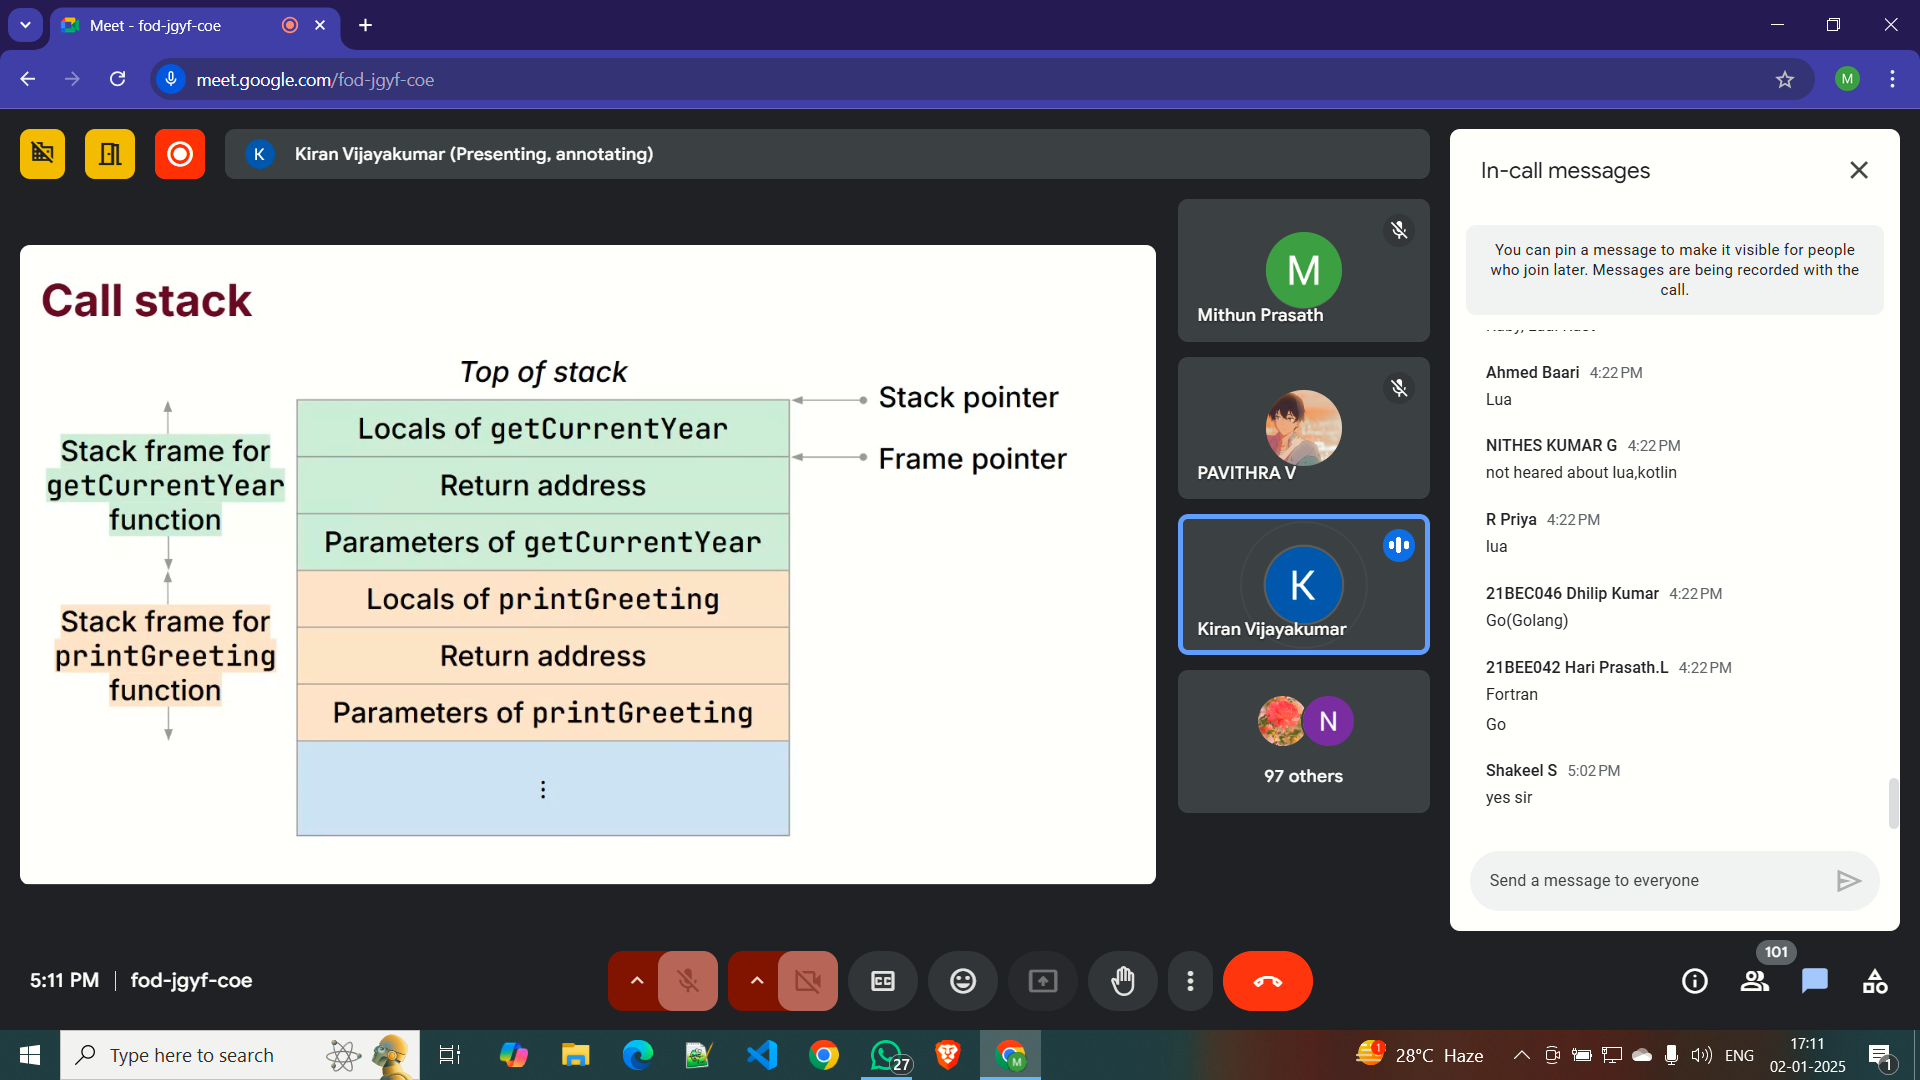 Meet - fod-jgyf-coe
meet.google.com/fod-jgyf-coe
M
K
Kiran Vijayakumar (Presenting, annotating)
Call stack
Top of stack
Stack pointer
Frame pointer
Stack frame for
getCurrentYear
function
Stack frame for
printGreeting
function
Locals of getCurrentYear
Return address
Parameters of getCurrentYear
Locals of printGreeting
Return address
Parameters of printGreeting
⋮
M
Mithun Prasath
PAVITHRA V
K
Kiran Vijayakumar
N
97 others
In-call messages
You can pin a message to make it visible for people
who join later. Messages are being recorded with the
call.
Ahmed Baari 4:22 PM
Lua
NITHES KUMAR G 4:22 PM
not heared about lua,kotlin
R Priya 4:22 PM
lua
21BEC046 Dhilip Kumar 4:22 PM
Go(Golang)
21BEE042 Hari Prasath.L 4:22 PM
Fortran
Go
Shakeel S 5:02 PM
yes sir
Send a message to everyone
5:11 PM | fod-jgyf-coe
CC
101
Type here to search
27
M
1
28°C Haze
ENG
17:11
02-01-2025
1